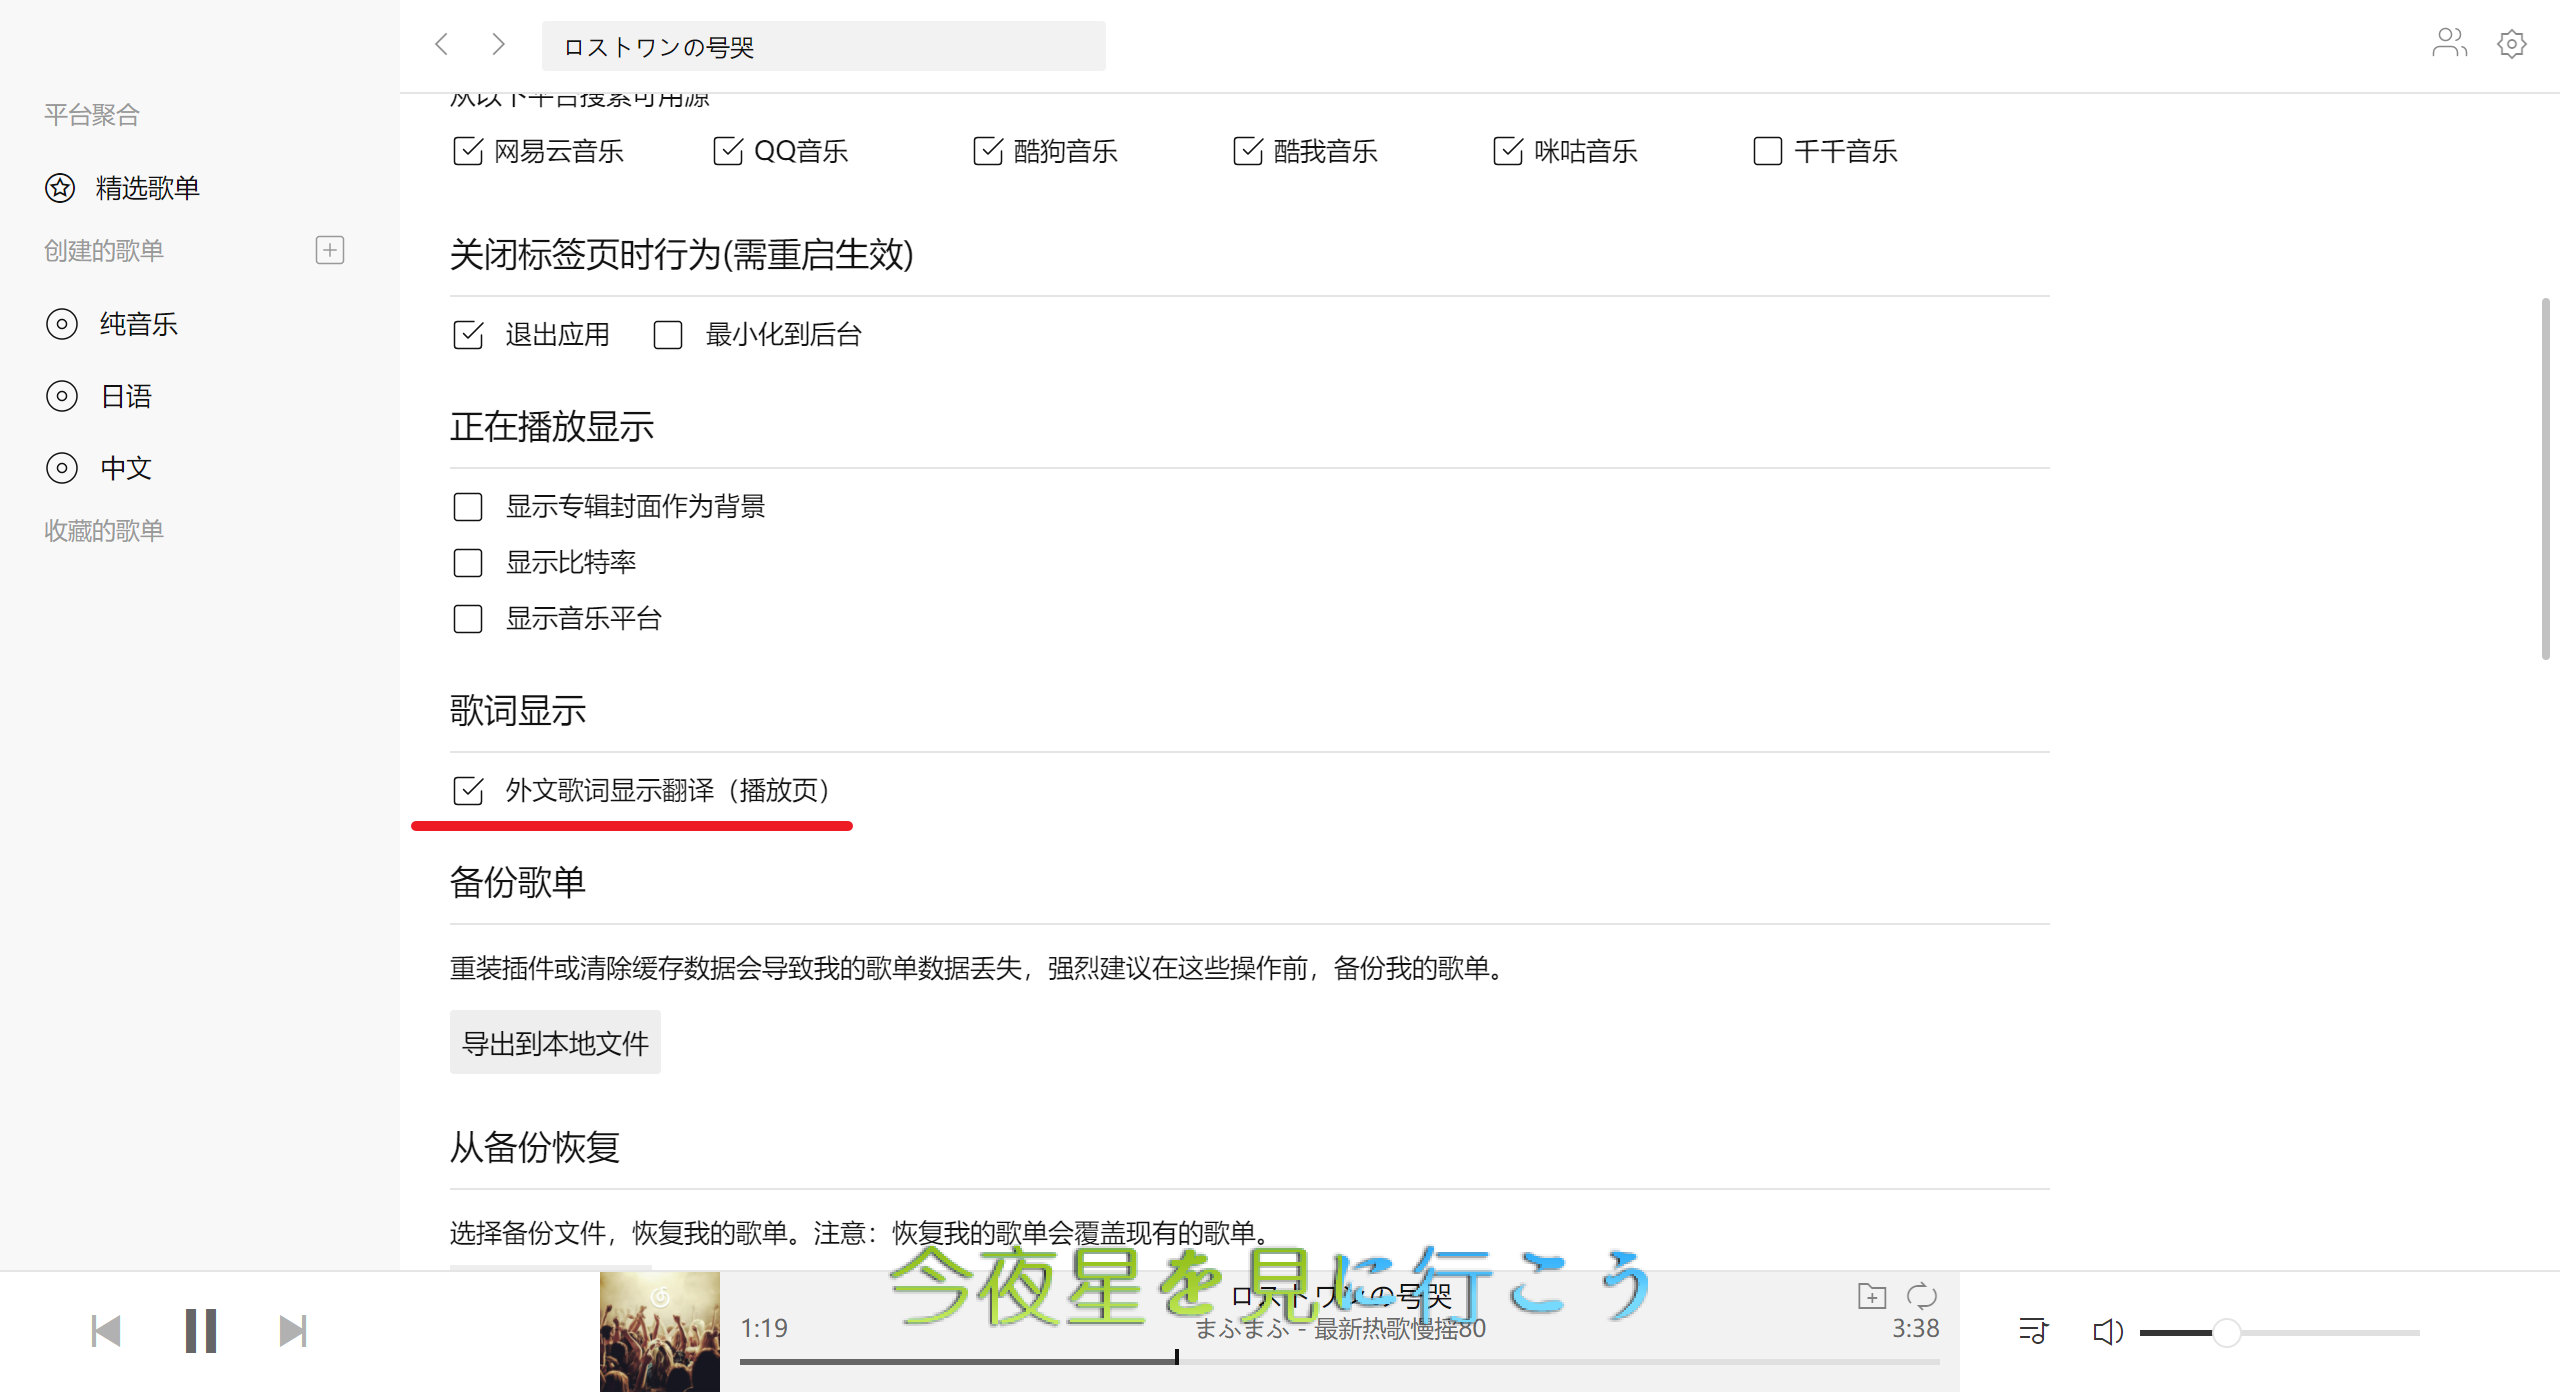 ロストワンの号哭
平台聚合
精选歌单
创建的歌单
纯音乐
日语
中文
收藏的歌单
从以下平台搜索可用源
网易云音乐 QQ音乐 酷狗音乐 酷我音乐 咪咕音乐 千千音乐
关闭标签页时行为(需重启生效)
退出应用 最小化到后台
正在播放显示
显示专辑封面作为背景
显示比特率
显示音乐平台
歌词显示
外文歌词显示翻译（播放页）
备份歌单
重装插件或清除缓存数据会导致我的歌单数据丢失，强烈建议在这些操作前，备份我的歌单。
导出到本地文件
从备份恢复
选择备份文件，恢复我的歌单。注意：恢复我的歌单会覆盖现有的歌单。
今夜星を見に行こう
ロストワンの号哭
1:19 まふまふ - 最新热歌慢摇80 3:38